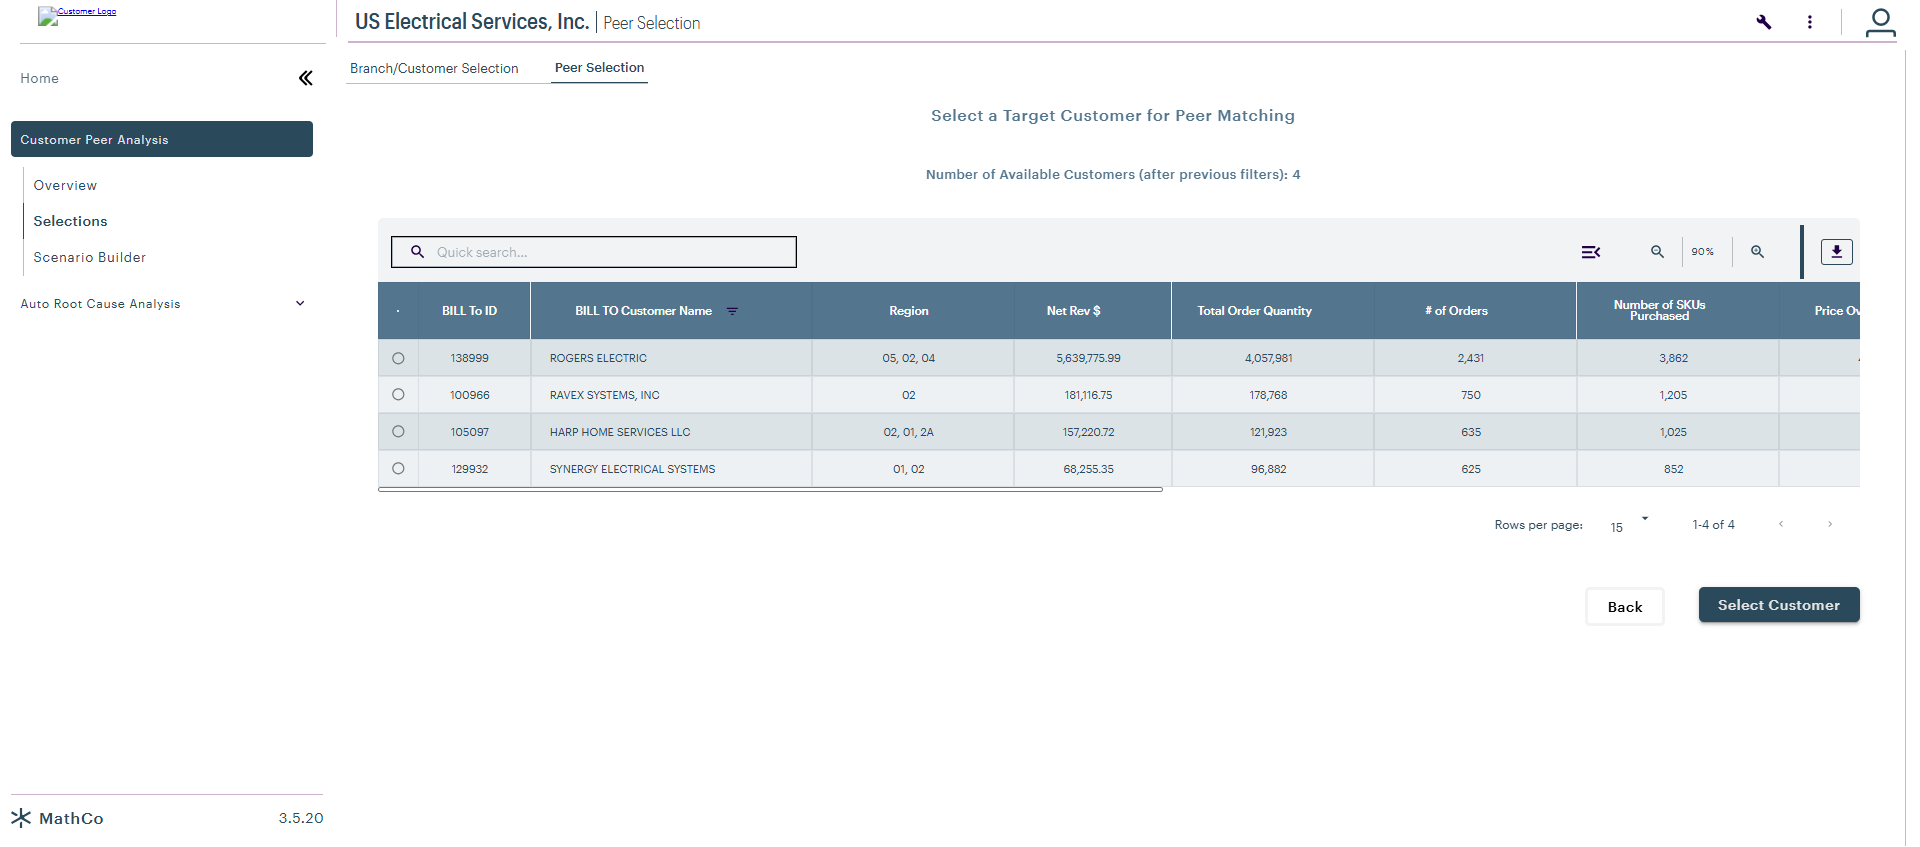 Customer Logo
US Electrical Services, Inc. | Peer Selection
Home
Branch/Customer Selection
Peer Selection
Customer Peer Analysis
Overview
Selections
Scenario Builder
Auto Root Cause Analysis
Select a Target Customer for Peer Matching
Number of Available Customers (after previous filters): 4
Quick search...
90%
BILL To ID BILL TO Customer Name Region Net Rev $ Total Order Quantity # of Orders Number of SKUs Purchased Price Ov
138999 ROGERS ELECTRIC 05, 02, 04 5,639,775.99 4,057,981 2,431 3,862
100966 RAVEX SYSTEMS, INC 02 181,116.75 178,768 750 1,205
105097 HARP HOME SERVICES LLC 02, 01, 2A 157,220.72 121,923 635 1,025
129932 SYNERGY ELECTRICAL SYSTEMS 01, 02 68,255.35 96,882 625 852
Rows per page: 15 1-4 of 4
Back
Select Customer
MathCo
3.5.20